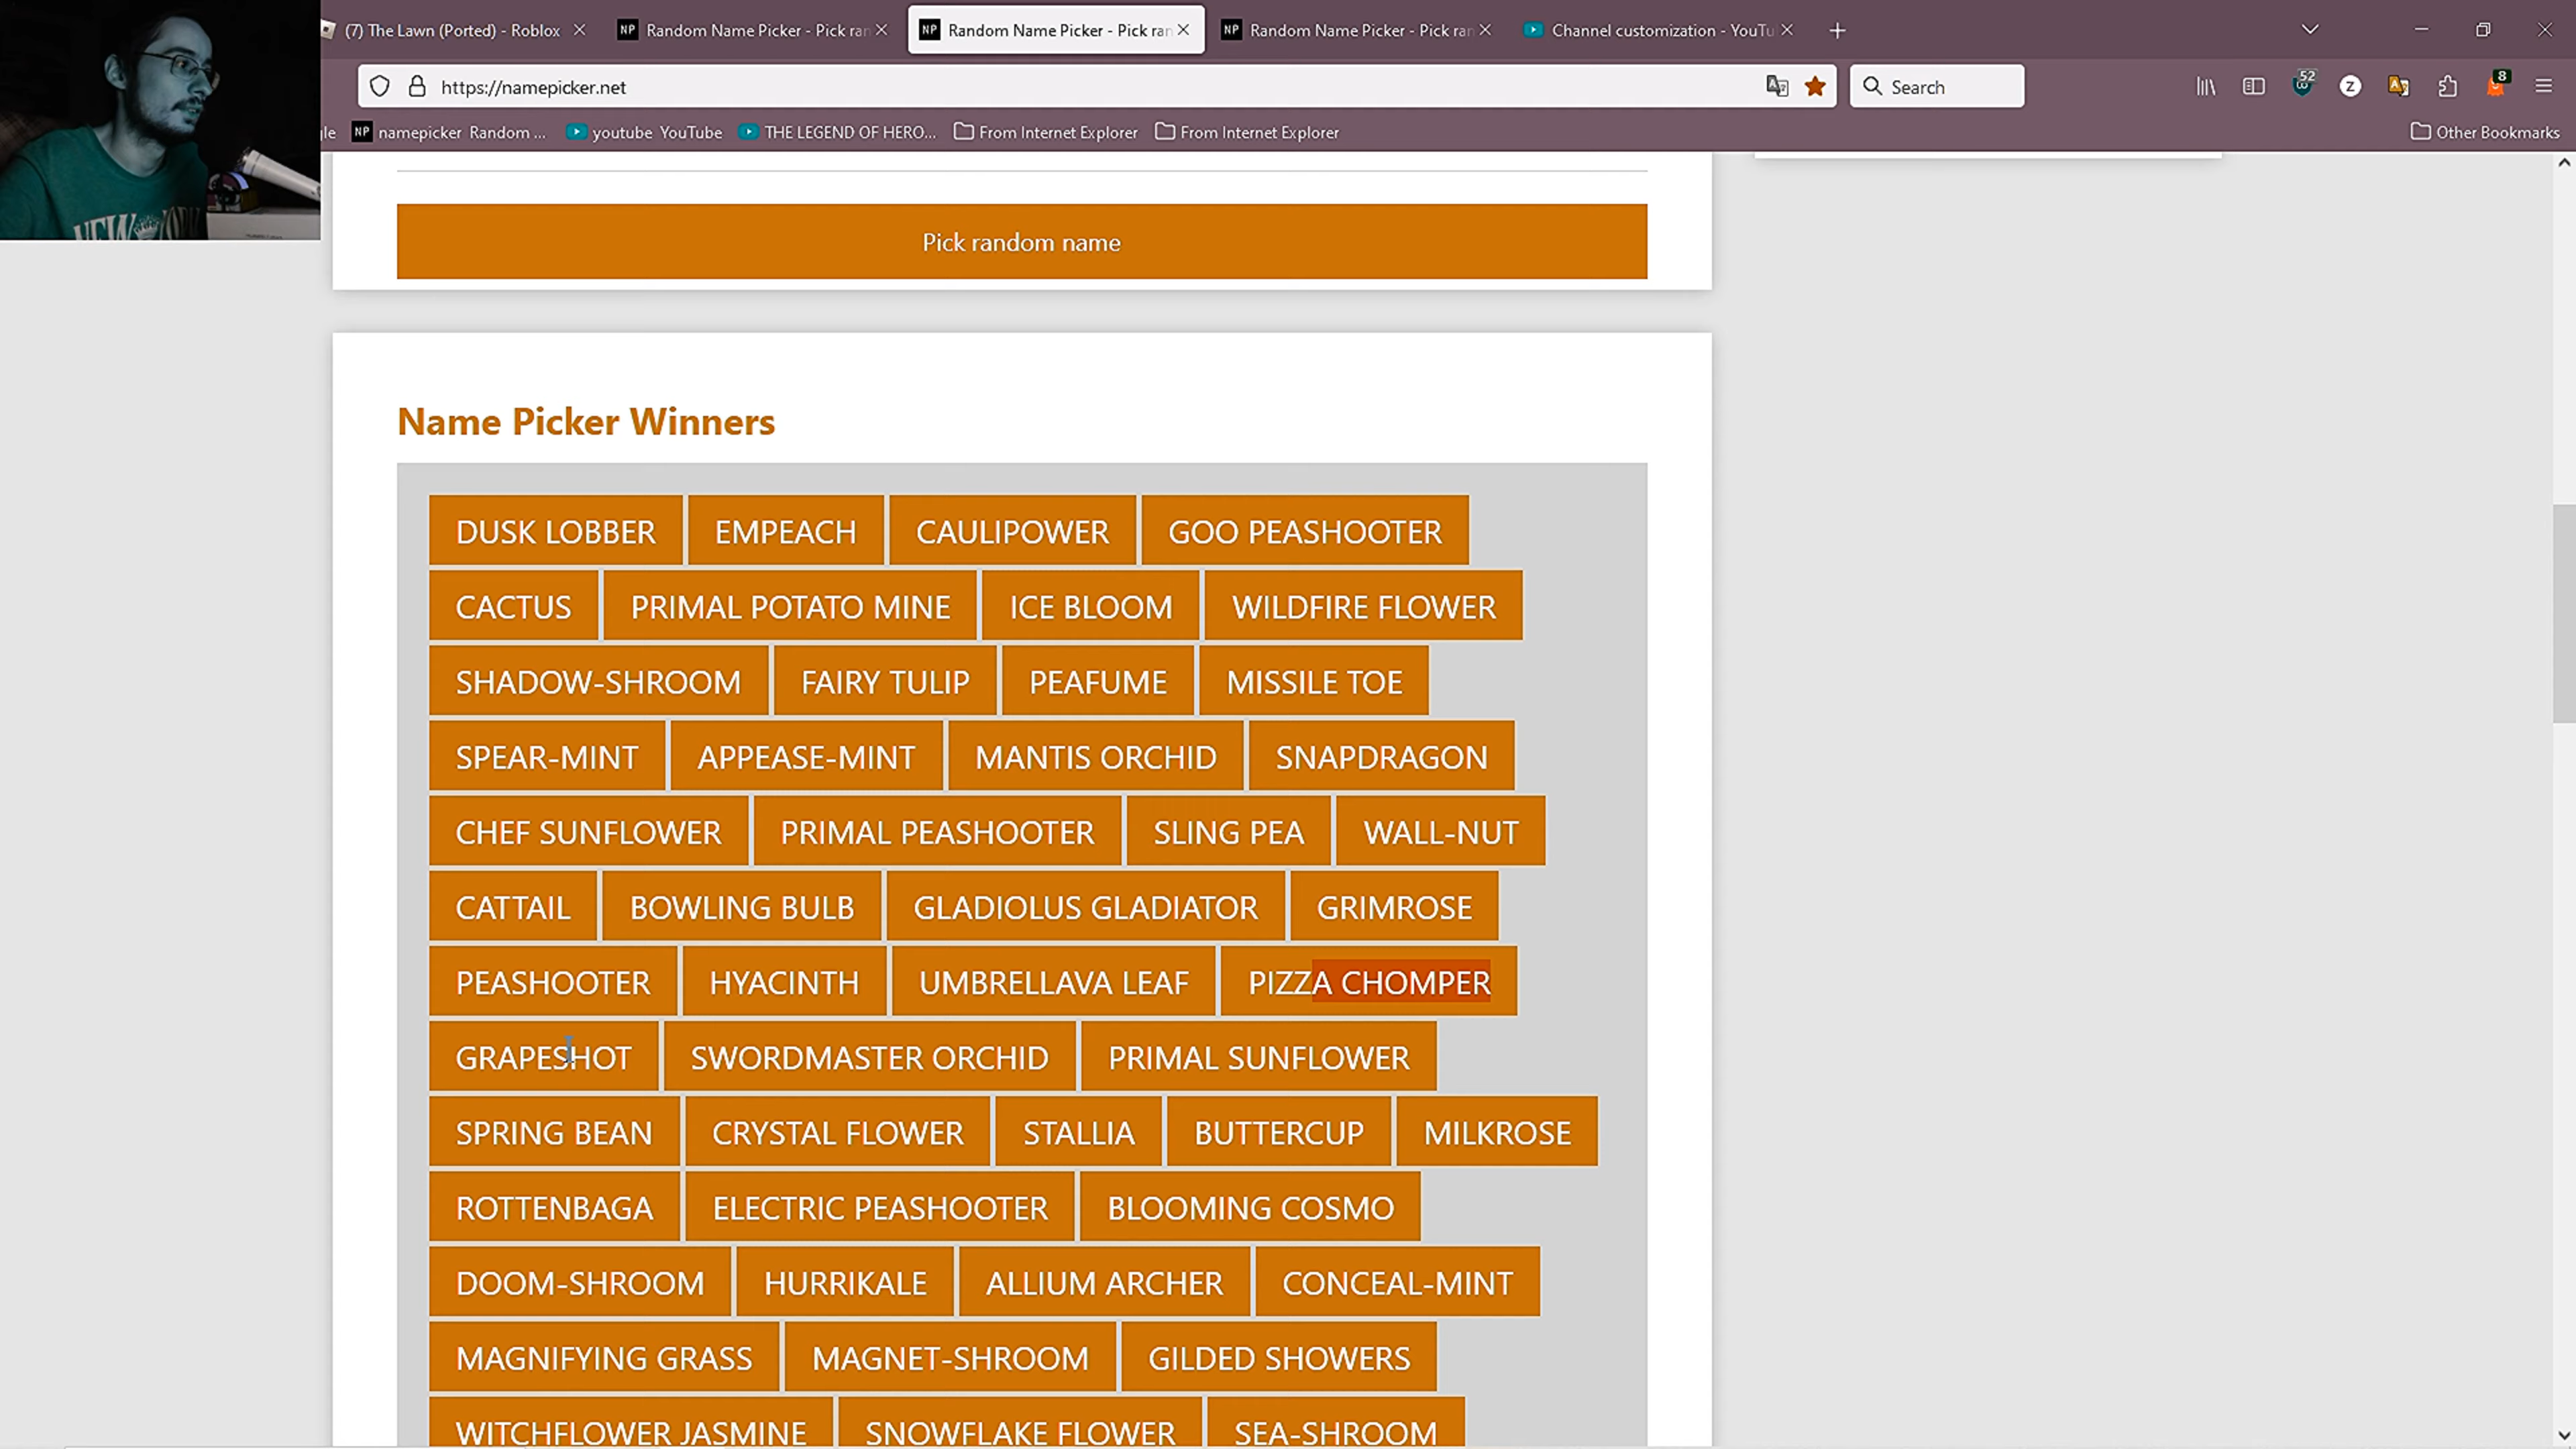 (7) The Lawn (Ported) - Roblox Random Name Picker - Pick ran Random Name Picker - Pick ran Random Name Picker - Pick ran Channel customization - YouTu
https://namepicker.net Search 52 Z 8
le namepicker Random ... youtube YouTube THE LEGEND OF HERO... From Internet Explorer From Internet Explorer Other Bookmarks
NEW YORK
Pick random name
Name Picker Winners
DUSK LOBBER EMPEACH CAULIPOWER GOO PEASHOOTER
CACTUS PRIMAL POTATO MINE ICE BLOOM WILDFIRE FLOWER
SHADOW-SHROOM FAIRY TULIP PEAFUME MISSILE TOE
SPEAR-MINT APPEASE-MINT MANTIS ORCHID SNAPDRAGON
CHEF SUNFLOWER PRIMAL PEASHOOTER SLING PEA WALL-NUT
CATTAIL BOWLING BULB GLADIOLUS GLADIATOR GRIMROSE
PEASHOOTER HYACINTH UMBRELLAVA LEAF PIZZA CHOMPER
GRAPESHOT SWORDMASTER ORCHID PRIMAL SUNFLOWER
SPRING BEAN CRYSTAL FLOWER STALLIA BUTTERCUP MILKROSE
ROTTENBAGA ELECTRIC PEASHOOTER BLOOMING COSMO
DOOM-SHROOM HURRIKALE ALLIUM ARCHER CONCEAL-MINT
MAGNIFYING GRASS MAGNET-SHROOM GILDED SHOWERS
WITCHFLOWER JASMINE SNOWFLAKE FLOWER SEA-SHROOM